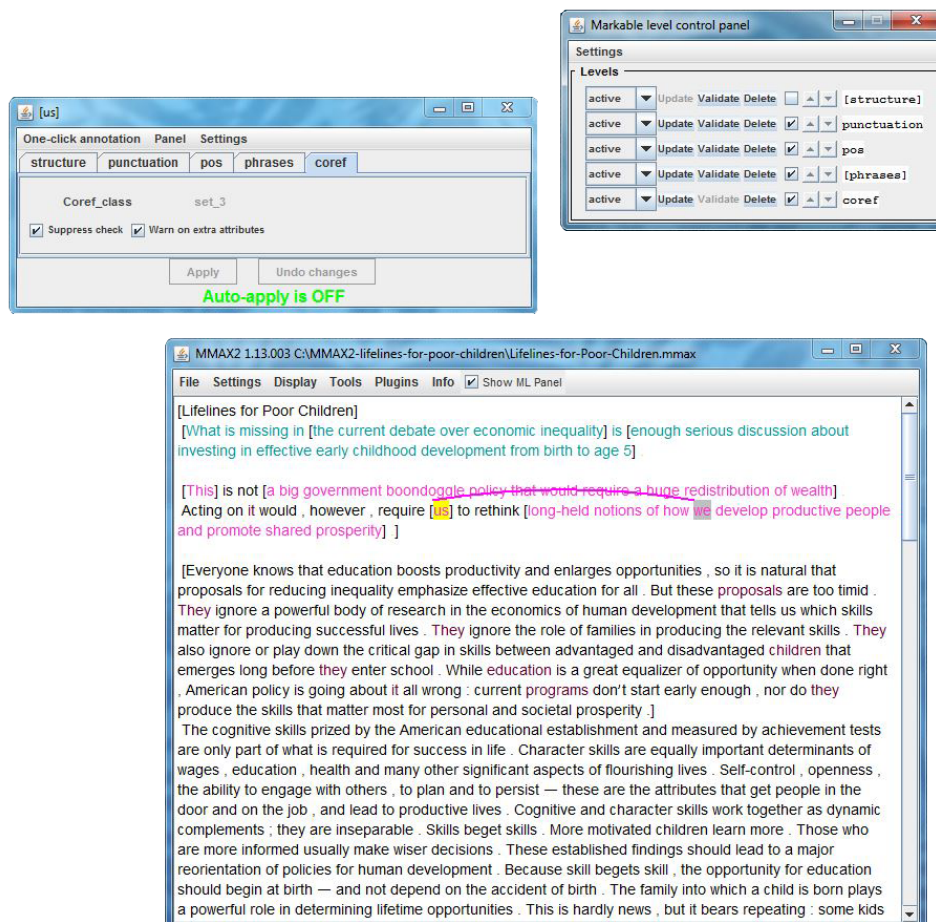 Markable level control panel
Settings
Levels
active Update Validate Delete [structure]
active Update Validate Delete punctuation
active Update Validate Delete pos
active Update Validate Delete [phrases]
active Update Validate Delete coref
[us]
One-click annotation Panel Settings
structure punctuation pos phrases coref
Coref_class set_3
Suppress check Warn on extra attributes
Apply Undo changes
Auto-apply is OFF
MMAX2 1.13.003 C:\MMAX2-lifelines-for-poor-children\Lifelines-for-Poor-Children.mmax
File Settings Display Tools Plugins Info Show ML Panel
[Lifelines for Poor Children]
[What is missing in [the current debate over economic inequality] is [enough serious discussion about
investing in effective early childhood development from birth to age 5] .
[This] is not [a big government boondoggle policy that would require a huge redistribution of wealth] .
Acting on it would , however , require [us] to rethink [long-held notions of how we develop productive people
and promote shared prosperity] ]
[Everyone knows that education boosts productivity and enlarges opportunities , so it is natural that
proposals for reducing inequality emphasize effective education for all . But these proposals are too timid .
They ignore a powerful body of research in the economics of human development that tells us which skills
matter for producing successful lives . They ignore the role of families in producing the relevant skills . They
also ignore or play down the critical gap in skills between advantaged and disadvantaged children that
emerges long before they enter school . While education is a great equalizer of opportunity when done right
, American policy is going about it all wrong : current programs don't start early enough , nor do they
produce the skills that matter most for personal and societal prosperity .]
The cognitive skills prized by the American educational establishment and measured by achievement tests
are only part of what is required for success in life . Character skills are equally important determinants of
wages , education , health and many other significant aspects of flourishing lives . Self-control , openness ,
the ability to engage with others , to plan and to persist — these are the attributes that get people in the
door and on the job , and lead to productive lives . Cognitive and character skills work together as dynamic
complements ; they are inseparable . Skills beget skills . More motivated children learn more . Those who
are more informed usually make wiser decisions . These established findings should lead to a major
reorientation of policies for human development . Because skill begets skill , the opportunity for education
should begin at birth — and not depend on the accident of birth . The family into which a child is born plays
a powerful role in determining lifetime opportunities . This is hardly news , but it bears repeating : some kids